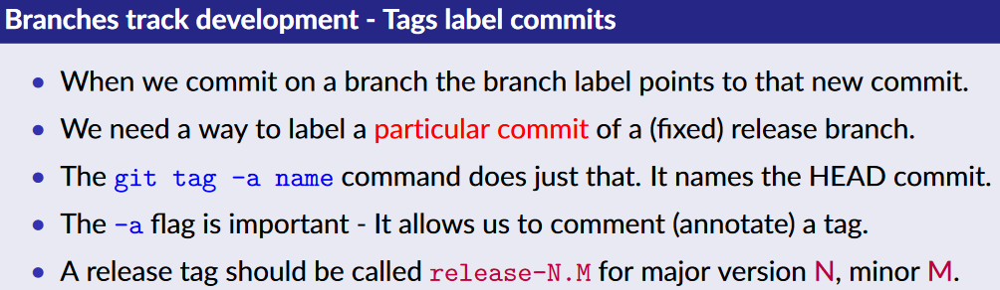 Branches track development - Tags label commits
• When we commit on a branch the branch label points to that new commit.
• We need a way to label a particular commit of a (fixed) release branch.
• The git tag -a name command does just that. It names the HEAD commit.
• The -a flag is important - It allows us to comment (annotate) a tag.
• A release tag should be called release-N.M for major version N, minor M.